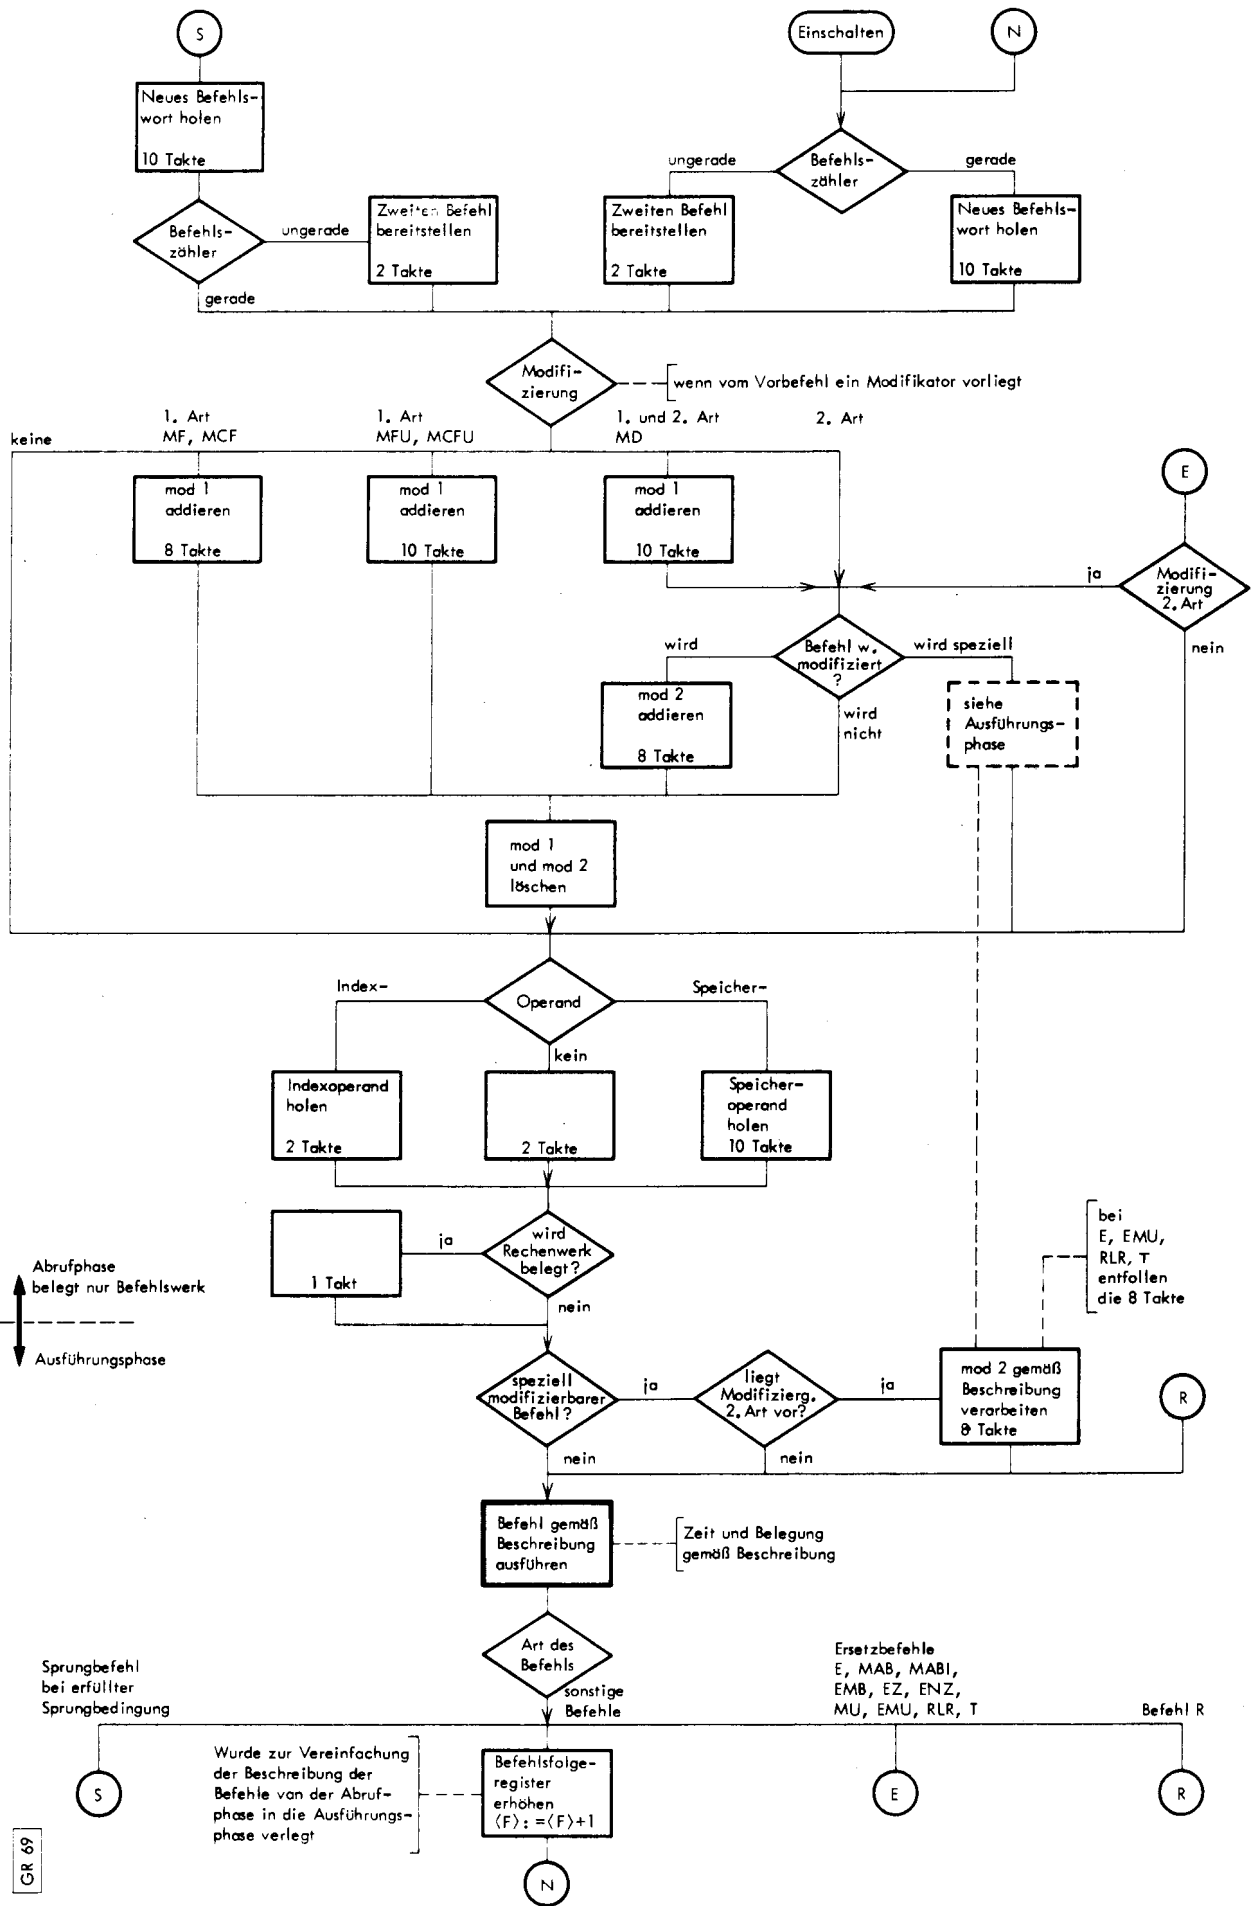 S
Einschalten
N
Neues Befehls-
wort holen
10 Takte
Befehls-
zähler
ungerade
gerade
Befehls-
zähler
ungerade
gerade
Zweiten Befehl
bereitstellen
2 Takte
Zweiten Befehl
bereitstellen
2 Takte
Neues Befehls-
wort holen
10 Takte
Modifi-
zierung
wenn vom Vorbefehl ein Modifikator vorliegt
keine
1. Art
MF, MCF
1. Art
MFU, MCFU
1. und 2. Art
MD
2. Art
E
mod 1
addieren
8 Takte
mod 1
addieren
10 Takte
mod 1
addieren
10 Takte
ja
Modifi-
zierung
2. Art
nein
wird
Befehl w.
modifiziert
?
wird speziell
mod 2
addieren
8 Takte
wird
nicht
siehe
Ausführungs-
phase
mod 1
und mod 2
löschen
Index-
Operand
Speicher-
kein
Indexoperand
holen
2 Takte
2 Takte
Speicher-
operand
holen
10 Takte
1 Takt
ja
wird
Rechenwerk
belegt?
nein
bei
E, EMU,
RLR, T
entfollen
die 8 Takte
Abrufphase
belegt nur Befehlswerk
Ausführungsphase
speziell
modifizierbarer
Befehl?
ja
liegt
Modifizierg.
2. Art vor?
ja
mod 2 gemäß
Beschreibung
verarbeiten
8 Takte
R
nein
nein
Befehl gemäß
Beschreibung
ausführen
Zeit und Belegung
gemäß Beschreibung
Art des
Befehls
Sprungbefehl
bei erfüllter
Sprungbedingung
sonstige
Befehle
Ersetzbefehle
E, MAB, MABI,
EMB, EZ, ENZ,
MU, EMU, RLR, T
Befehl R
Wurde zur Vereinfachung
der Beschreibung der
Befehle van der Abruf-
phase in die Ausführungs-
phase verlegt
Befehlsfolge-
register
erhöhen
⟨F⟩:=⟨F⟩+1
S
E
R
N
GR 69